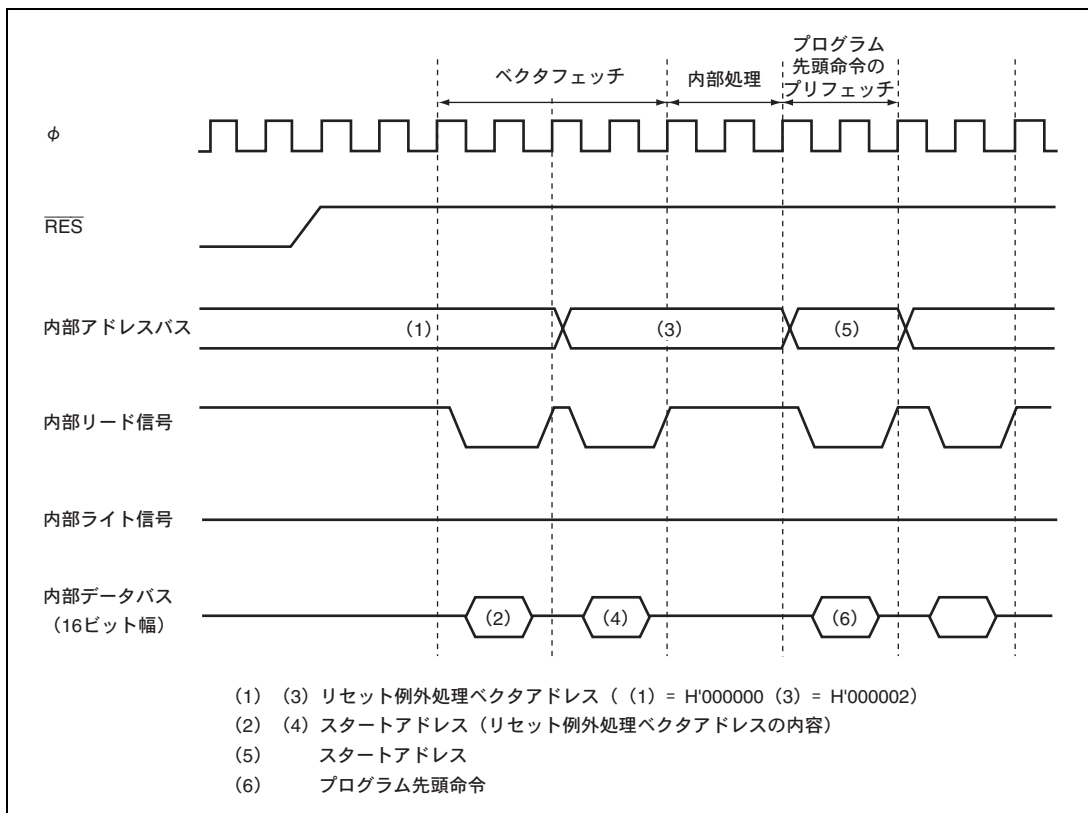 プログラム
先頭命令の
プリフェッチ
ベクタフェッチ
内部処理
φ
RES
内部アドレスバス
(1)
(3)
(5)
内部リード信号
内部ライト信号
内部データバス
(16ビット幅)
(2)
(4)
(6)
(1) (3) リセット例外処理ベクタアドレス( (1) = H'000000 (3) = H'000002)
(2) (4) スタートアドレス(リセット例外処理ベクタアドレスの内容)
(5) スタートアドレス
(6) プログラム先頭命令